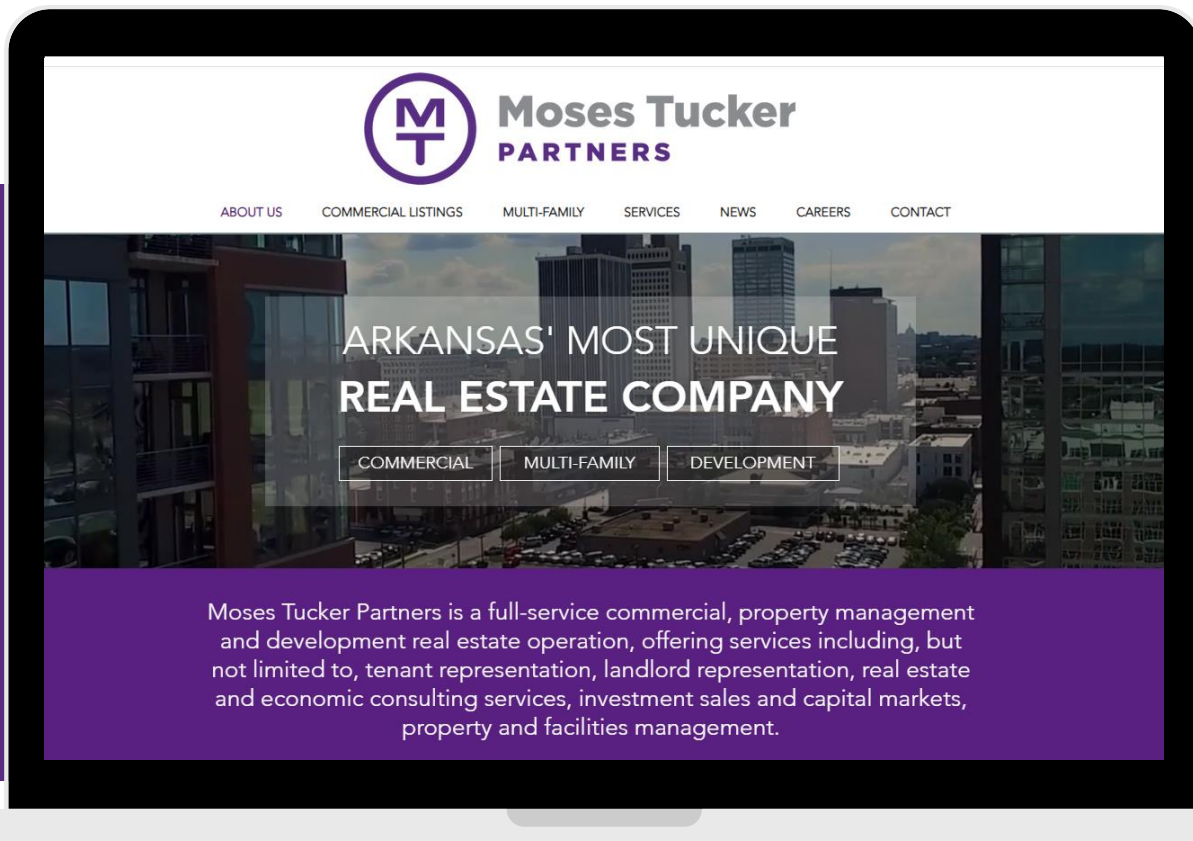 MT
Moses Tucker
PARTNERS
ABOUT US COMMERCIAL LISTINGS MULTI-FAMILY SERVICES NEWS CAREERS CONTACT
ARKANSAS' MOST UNIQUE
REAL ESTATE COMPANY
COMMERCIAL MULTI-FAMILY DEVELOPMENT
Moses Tucker Partners is a full-service commercial, property management
and development real estate operation, offering services including, but
not limited to, tenant representation, landlord representation, real estate
and economic consulting services, investment sales and capital markets,
property and facilities management.